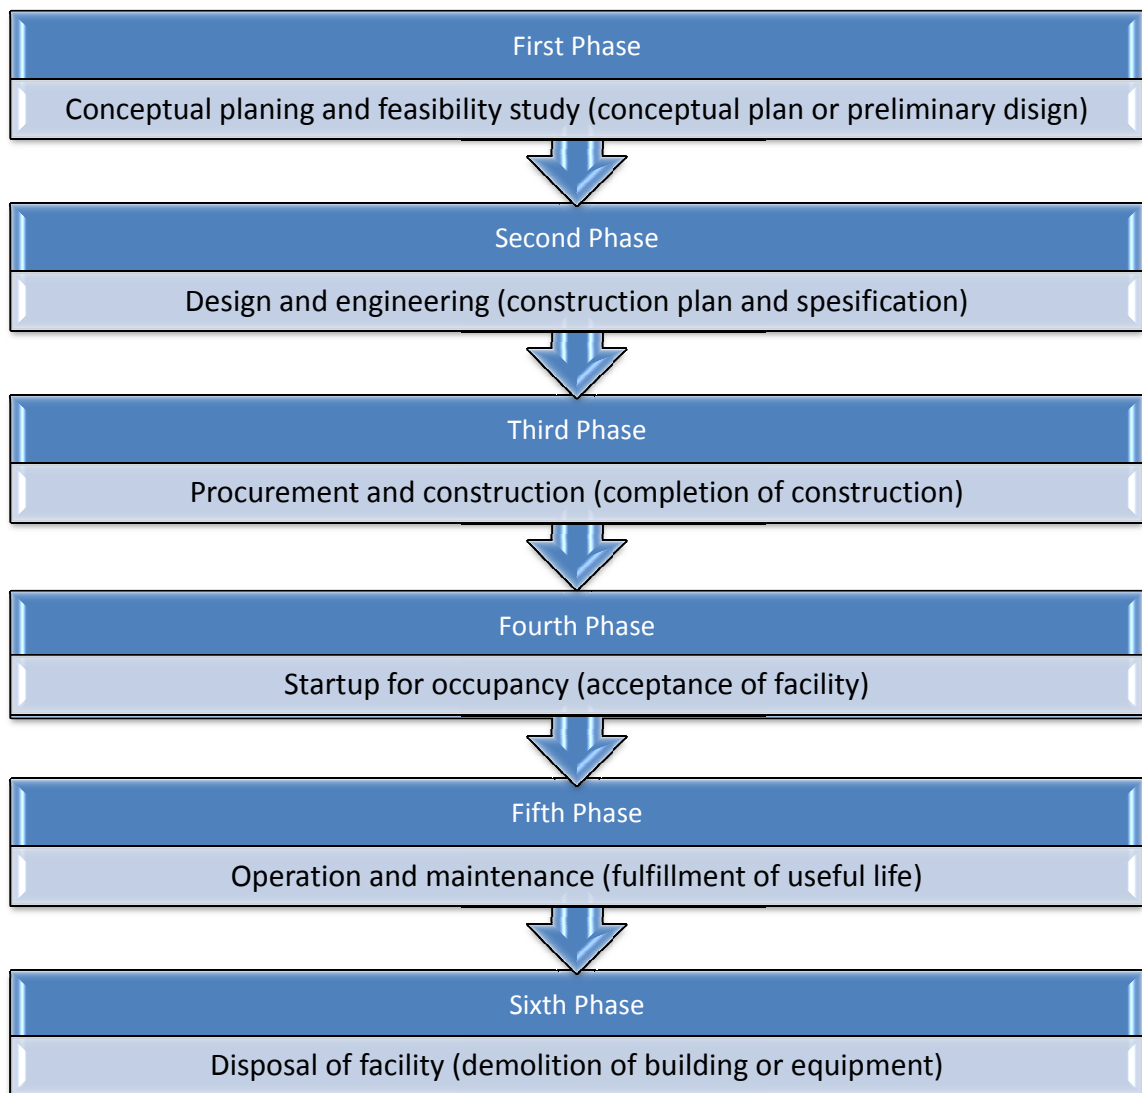 First Phase
Conceptual planing and feasibility study (conceptual plan or preliminary disign)
Second Phase
Design and engineering (construction plan and spesification)
Third Phase
Procurement and construction (completion of construction)
Fourth Phase
Startup for occupancy (acceptance of facility)
Fifth Phase
Operation and maintenance (fulfillment of useful life)
Sixth Phase
Disposal of facility (demolition of building or equipment)